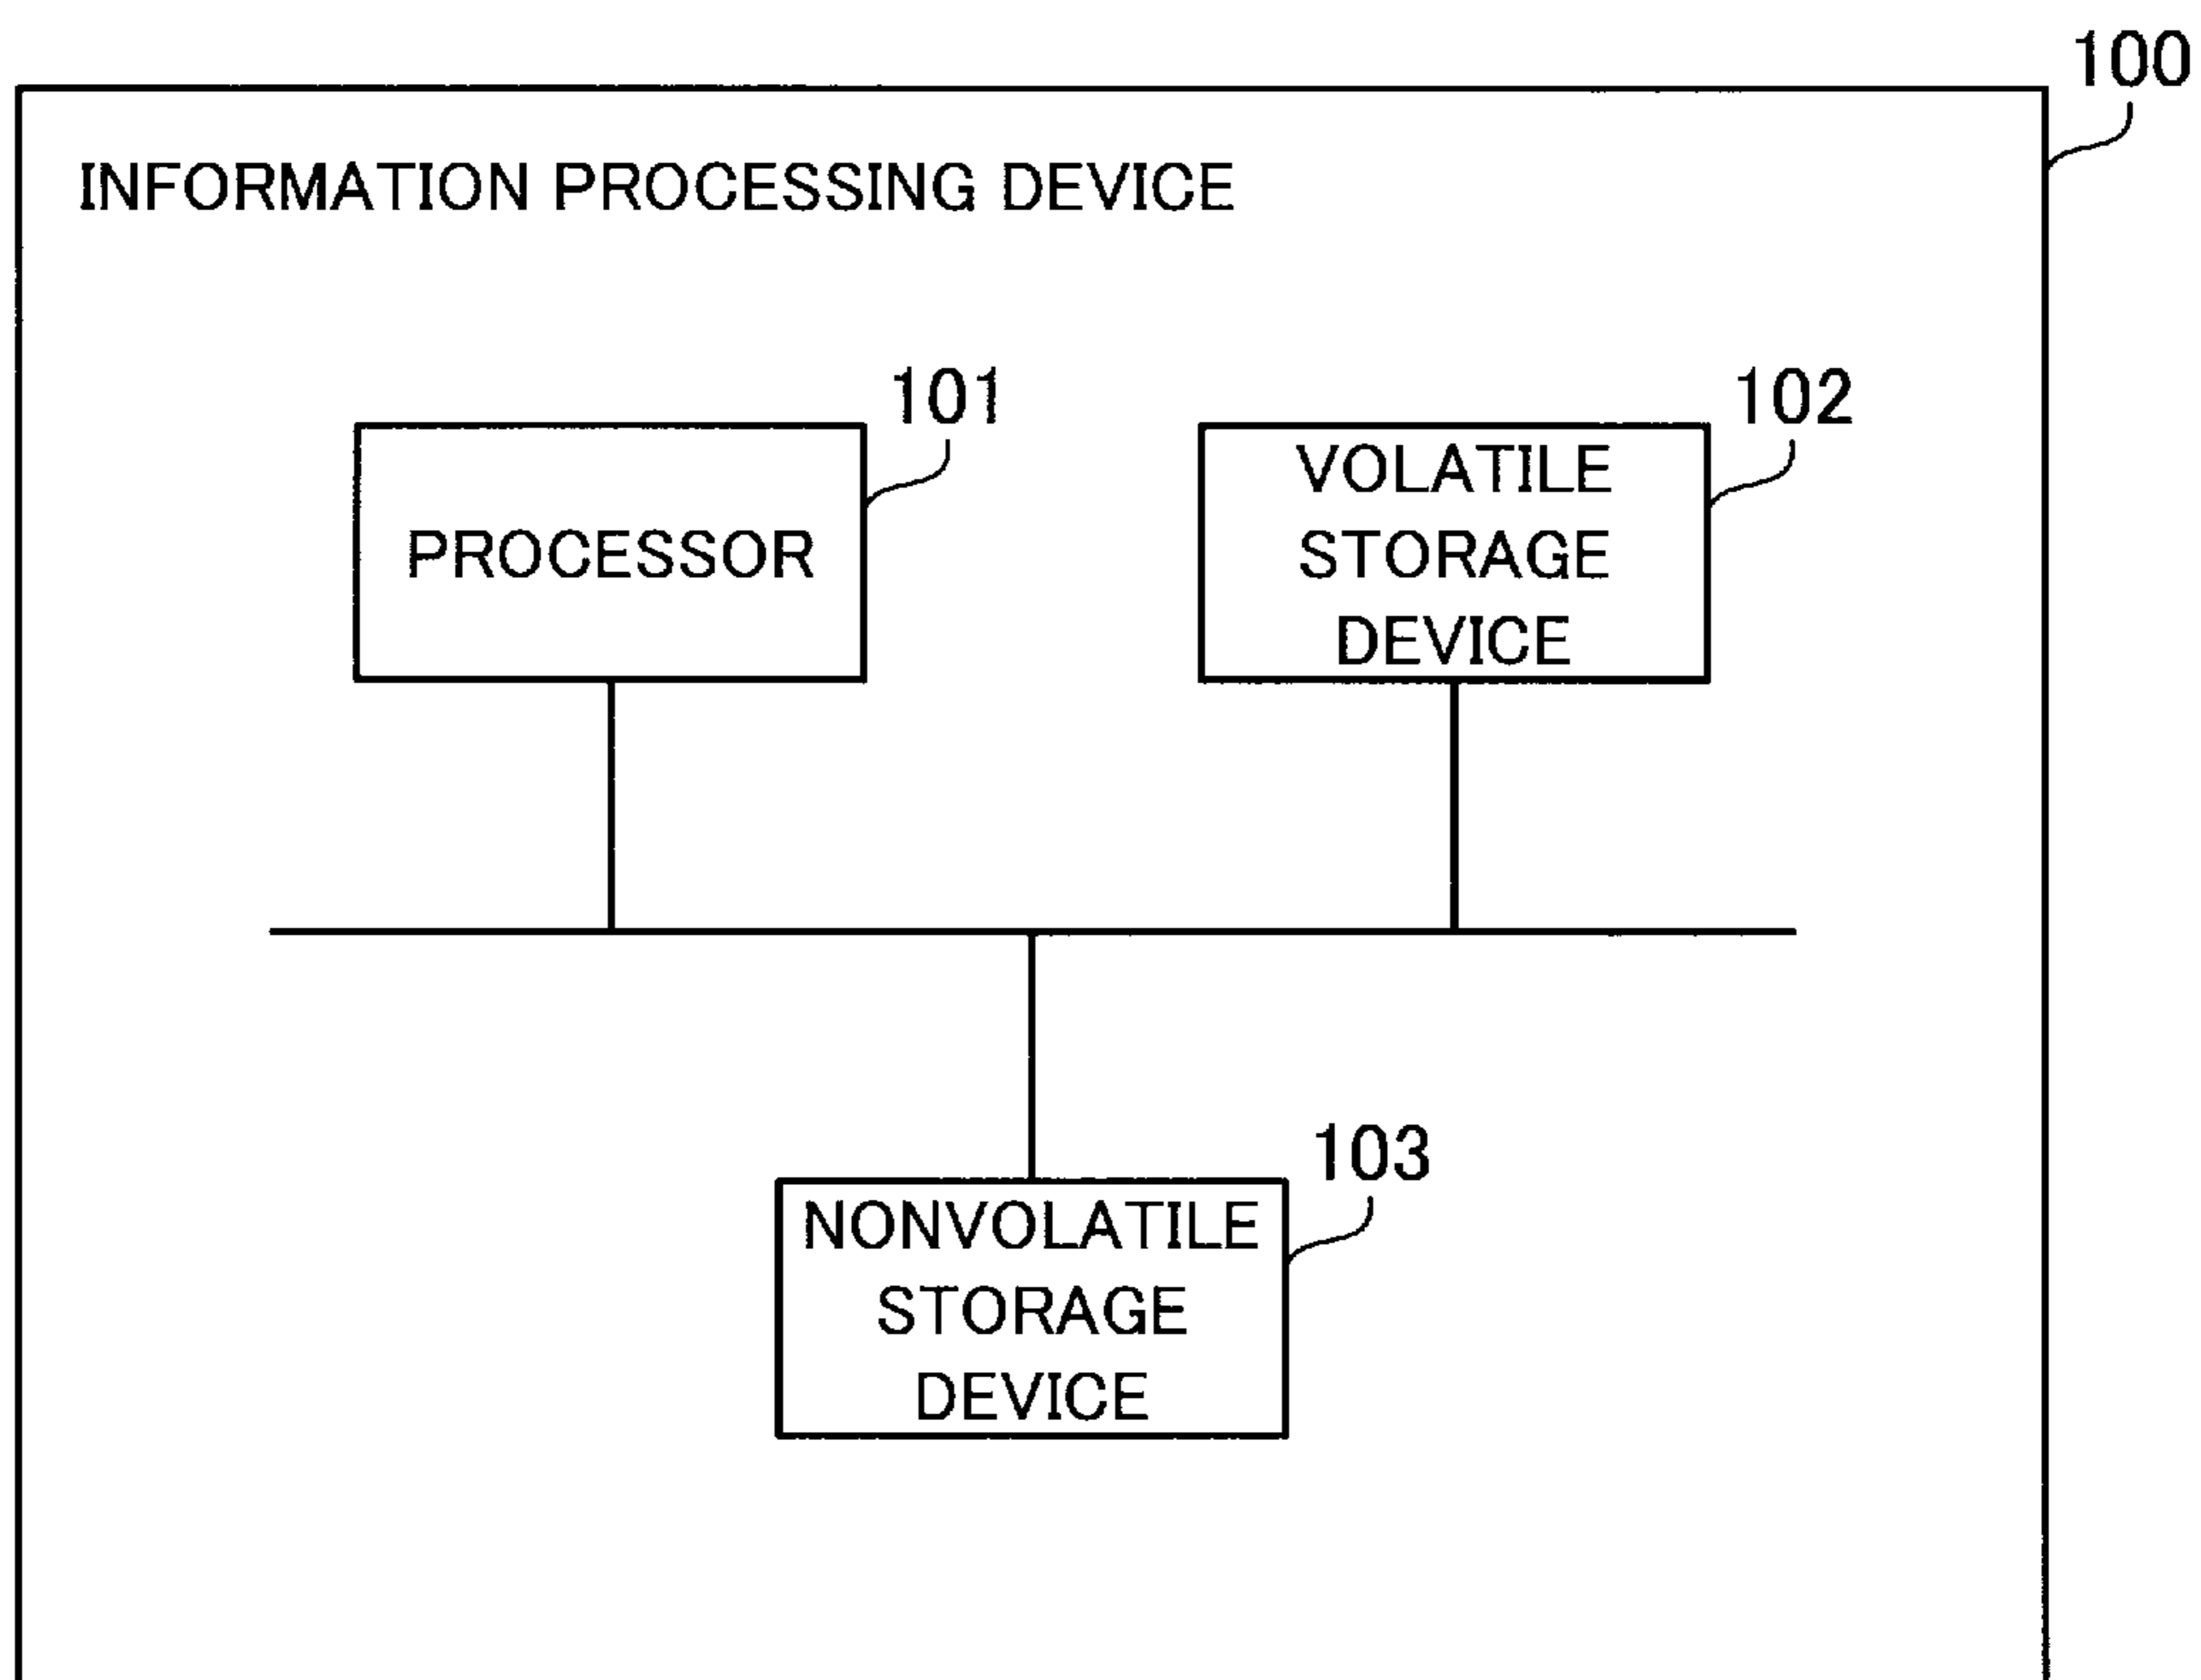 100
INFORMATION PROCESSING DEVICE
101
PROCESSOR
102
VOLATILE
STORAGE
DEVICE
103
NONVOLATILE
STORAGE
DEVICE